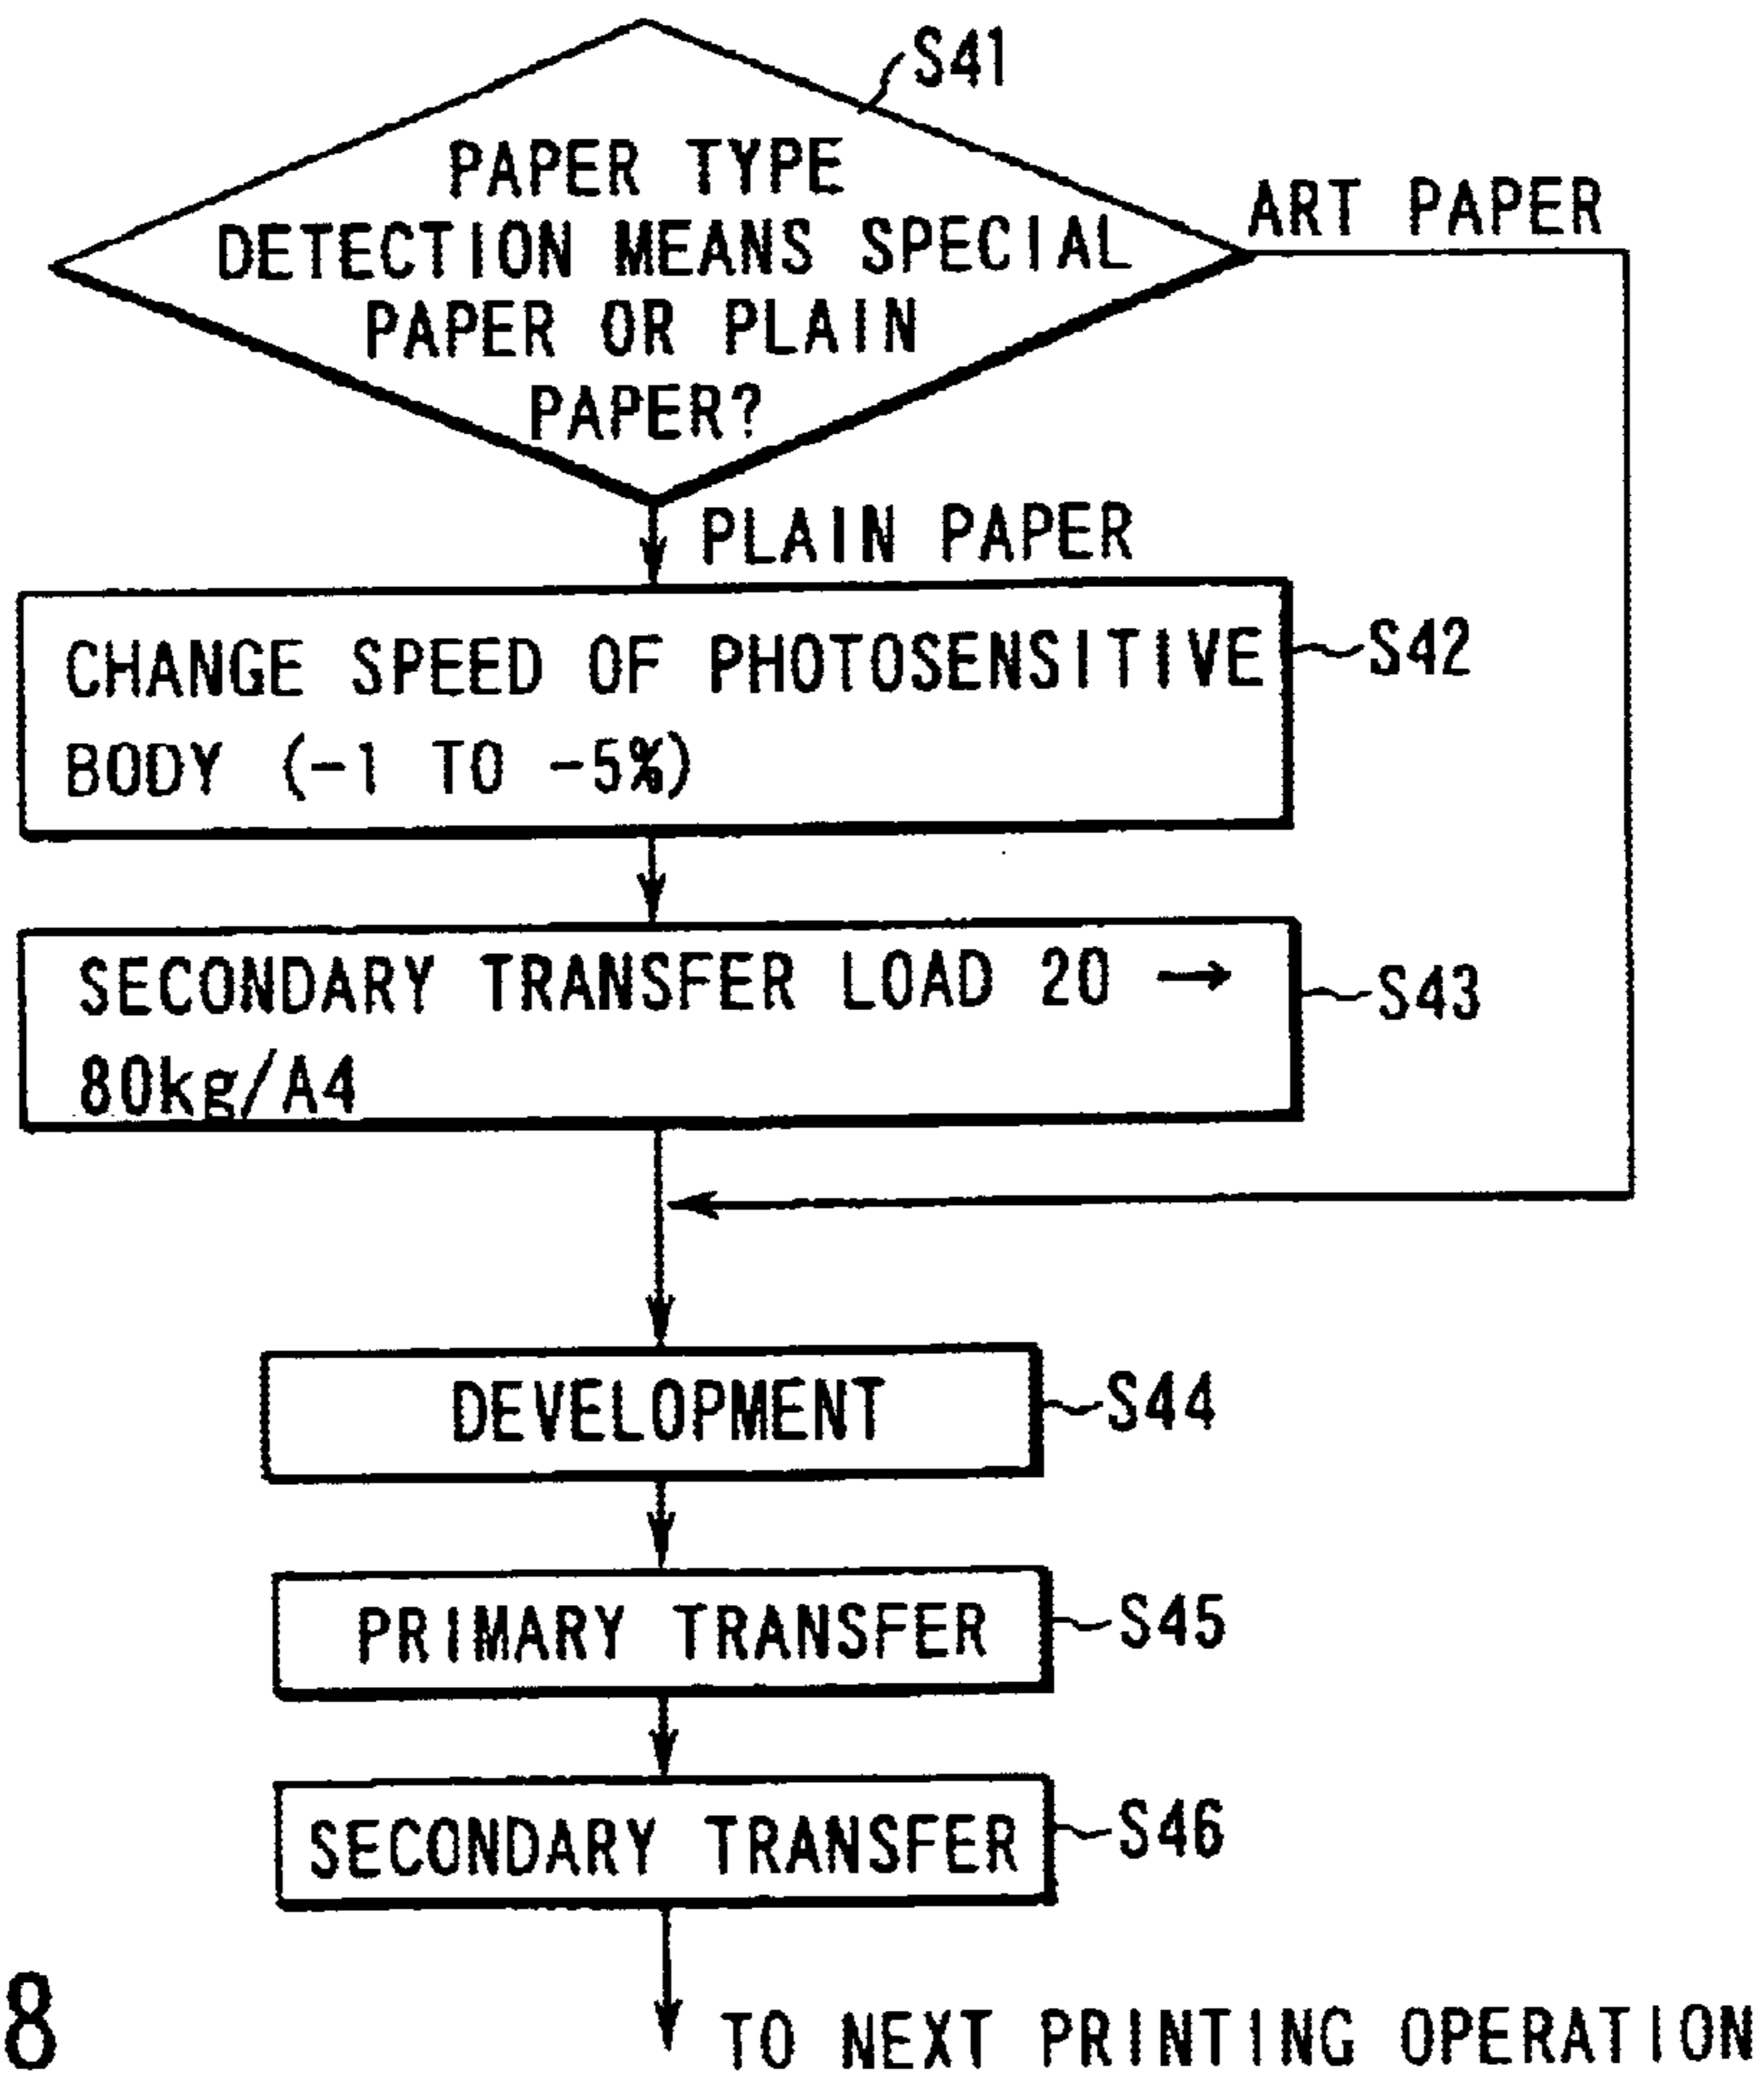 S41
PAPER TYPE
DETECTION MEANS SPECIAL
PAPER OR PLAIN
PAPER?
ART PAPER
PLAIN PAPER
CHANGE SPEED OF PHOTOSENSITIVE
BODY (-1 TO -5%)
S42
SECONDARY TRANSFER LOAD 20 →
80kg/A4
S43
DEVELOPMENT
S44
PRIMARY TRANSFER
S45
SECONDARY TRANSFER
S46
8
TO NEXT PRINTING OPERATION